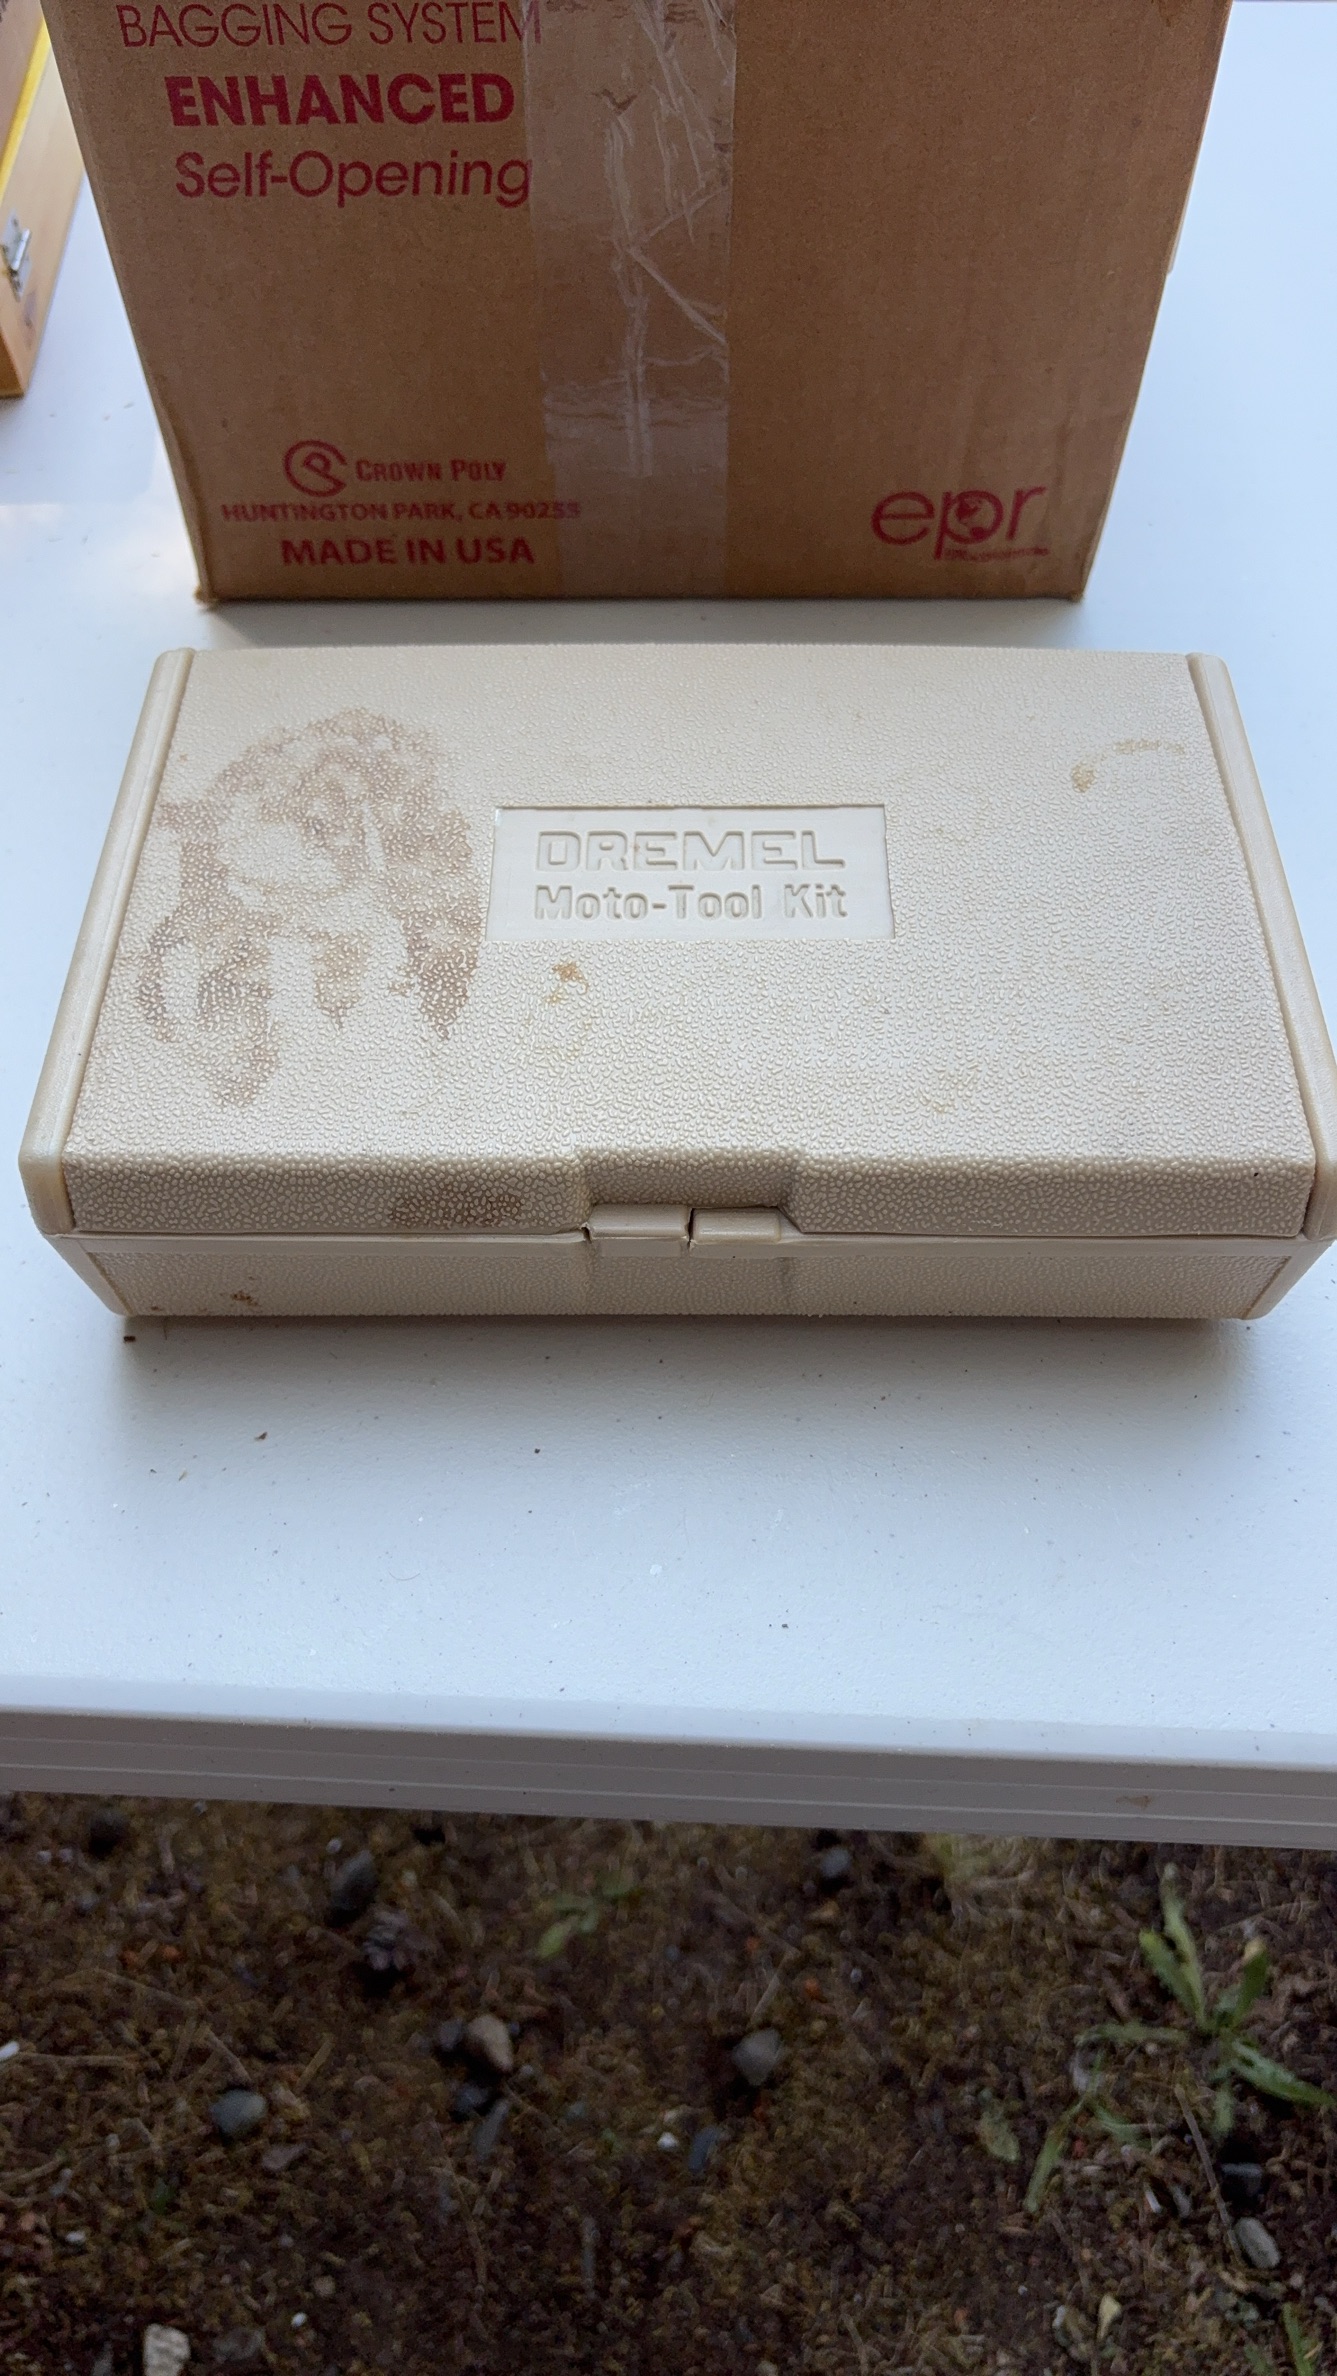 BAGGING SYSTEM
ENHANCED
Self-Opening
CROWN POLY
HUNTINGTON PARK, CA 90255
MADE IN USA
epr
DREMEL
Moto-Tool Kit